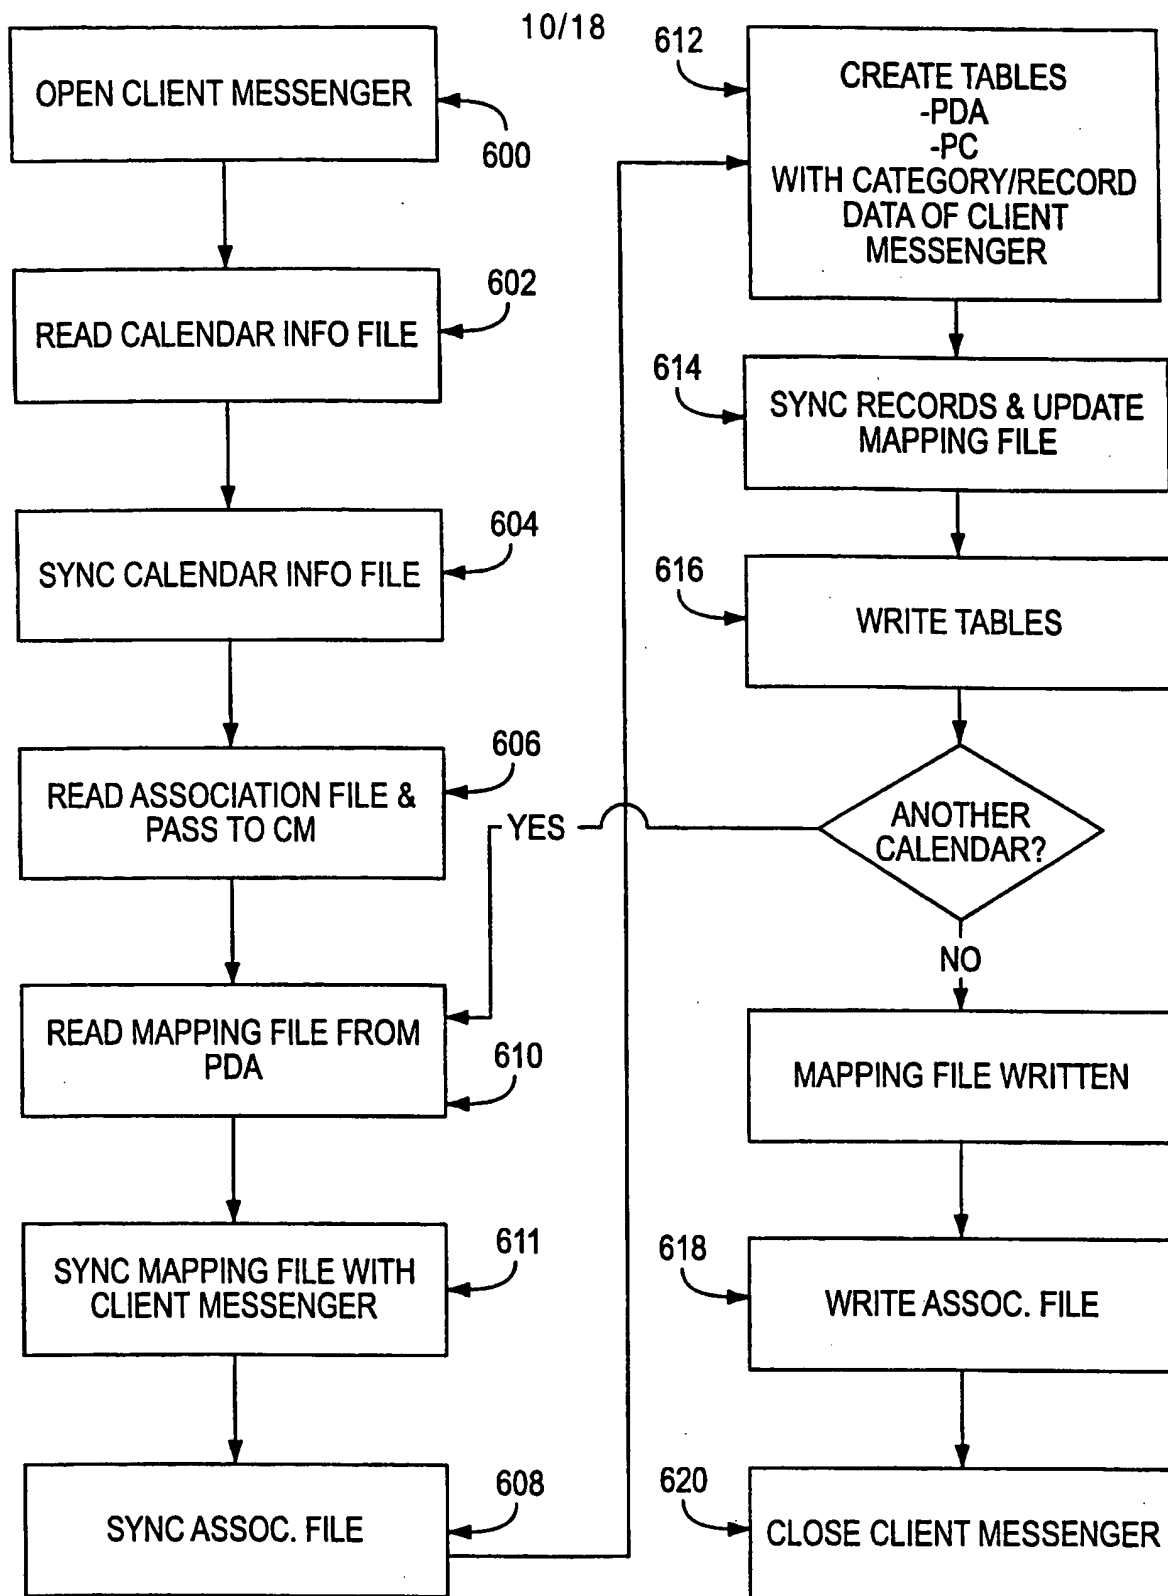 10/18
OPEN CLIENT MESSENGER
600
READ CALENDAR INFO FILE
602
SYNC CALENDAR INFO FILE
604
READ ASSOCIATION FILE &
PASS TO CM
606
READ MAPPING FILE FROM
PDA
610
SYNC MAPPING FILE WITH
CLIENT MESSENGER
611
SYNC ASSOC. FILE
608
612
CREATE TABLES
-PDA
-PC
WITH CATEGORY/RECORD
DATA OF CLIENT
MESSENGER
614
SYNC RECORDS & UPDATE
MAPPING FILE
616
WRITE TABLES
ANOTHER
CALENDAR?
YES
NO
MAPPING FILE WRITTEN
618
WRITE ASSOC. FILE
620
CLOSE CLIENT MESSENGER